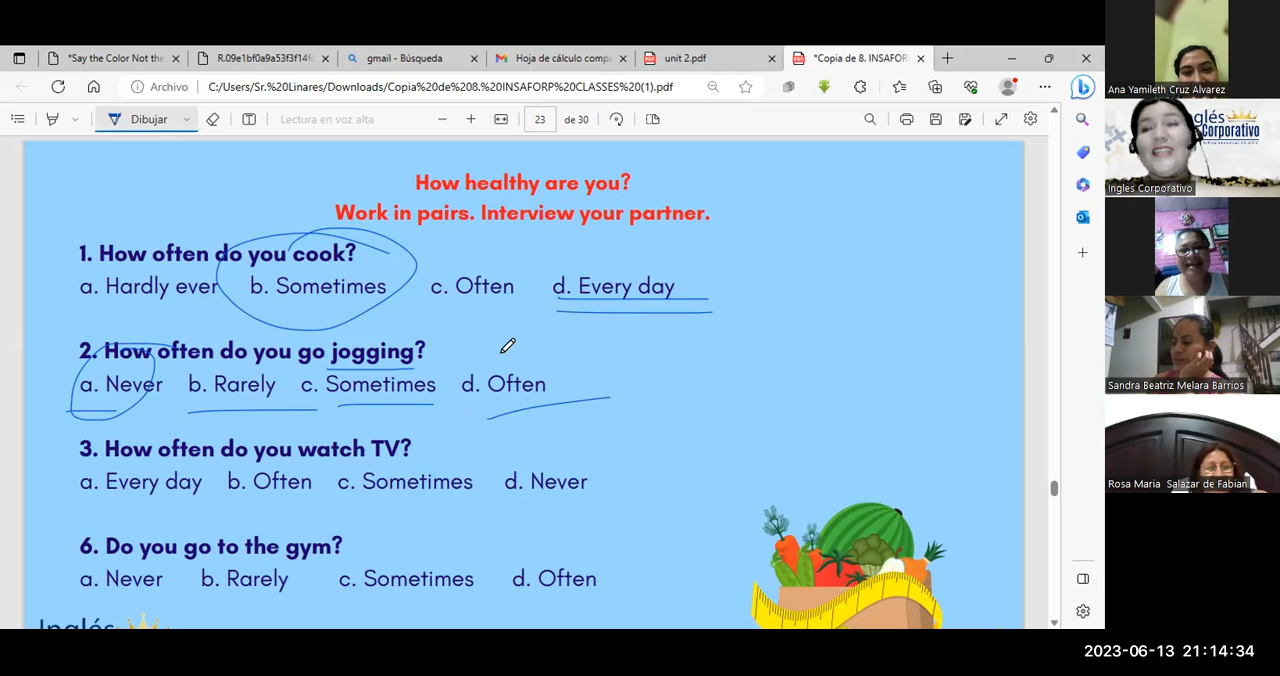 *Say the Color Not the
R.09e1bf0a9a53f3f14f
gmail - Búsqueda
Hoja de cálculo comp
unit 2.pdf
*Copia de 8. INSAFOR
Archivo
C:/Users/Sr.%20Linares/Downloads/Copia%20de%208.%20INSAFORP%20CLASSES%20(1).pdf
Dibujar
Lectura en voz alta
23
de 30
How healthy are you?
Work in pairs. Interview your partner.
1. How often do you cook?
a. Hardly ever b. Sometimes c. Often d. Every day
2. How often do you go jogging?
a. Never b. Rarely c. Sometimes d. Often
3. How often do you watch TV?
a. Every day b. Often c. Sometimes d. Never
6. Do you go to the gym?
a. Never b. Rarely c. Sometimes d. Often
Inglés
Ana Yamileth Cruz Alvarez
glés
Corporativo
Ingles Corporativo
Sandra Beatriz Melara Barrios
Rosa Maria Salazar de Fabian
2023-06-13 21:14:34